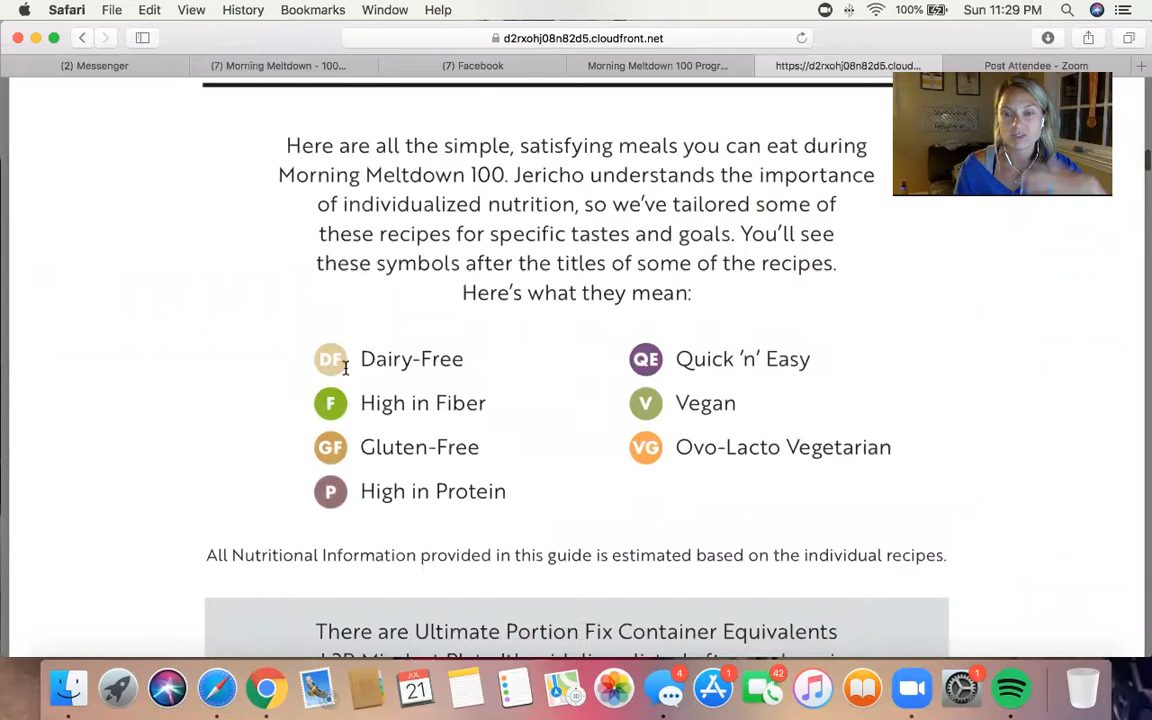 Safari File Edit View History Bookmarks Window Help 100% Sun 11:29 PM
d2rxohj08n82d5.cloudfront.net
(2) Messenger (7) Morning Meltdown - 100... (7) Facebook Morning Meltdown 100 Progr... https://d2rxohj08n82d5.cloud... Post Attendee - Zoom
Here are all the simple, satisfying meals you can eat during
Morning Meltdown 100. Jericho understands the importance
of individualized nutrition, so we’ve tailored some of
these recipes for specific tastes and goals. You’ll see
these symbols after the titles of some of the recipes.
Here’s what they mean:
DF Dairy-Free
F High in Fiber
GF Gluten-Free
P High in Protein
QE Quick ’n’ Easy
V Vegan
VG Ovo-Lacto Vegetarian
All Nutritional Information provided in this guide is estimated based on the individual recipes.
There are Ultimate Portion Fix Container Equivalents
JUL
21
4
1
42
1